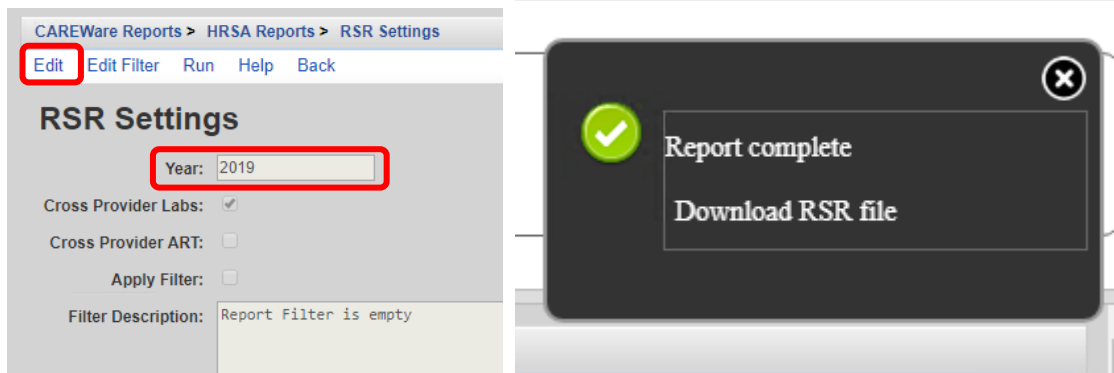 CAREWare Reports > HRSA Reports > RSR Settings
Edit Edit Filter Run Help Back
RSR Settings
Year: 2019
Cross Provider Labs:
Cross Provider ART:
Apply Filter:
Filter Description: Report Filter is empty
Report complete
Download RSR file